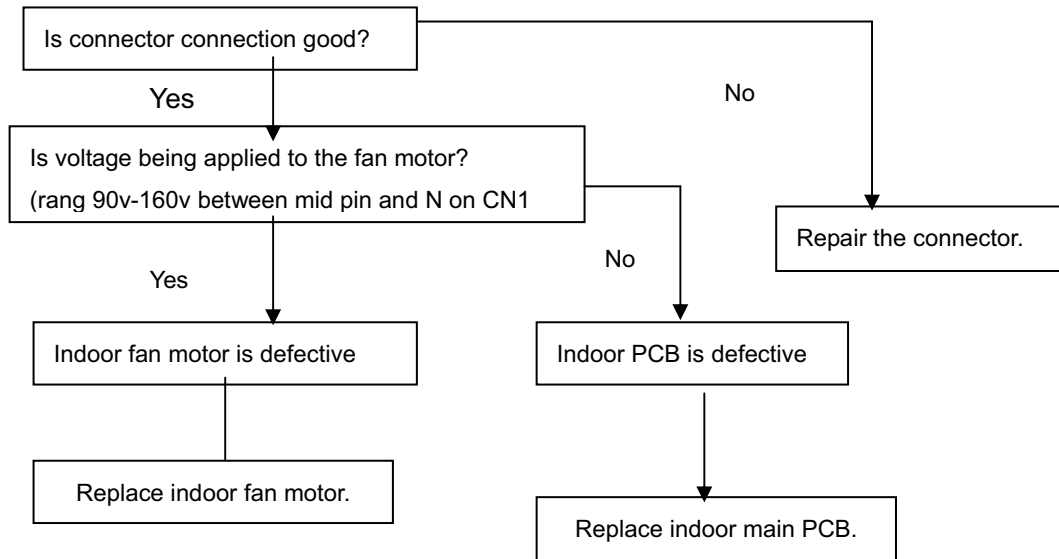 Is connector connection good?
Yes
No
Is voltage being applied to the fan motor?
(rang 90v-160v between mid pin and N on CN1
Repair the connector.
No
Yes
Indoor fan motor is defective
Indoor PCB is defective
Replace indoor fan motor.
Replace indoor main PCB.